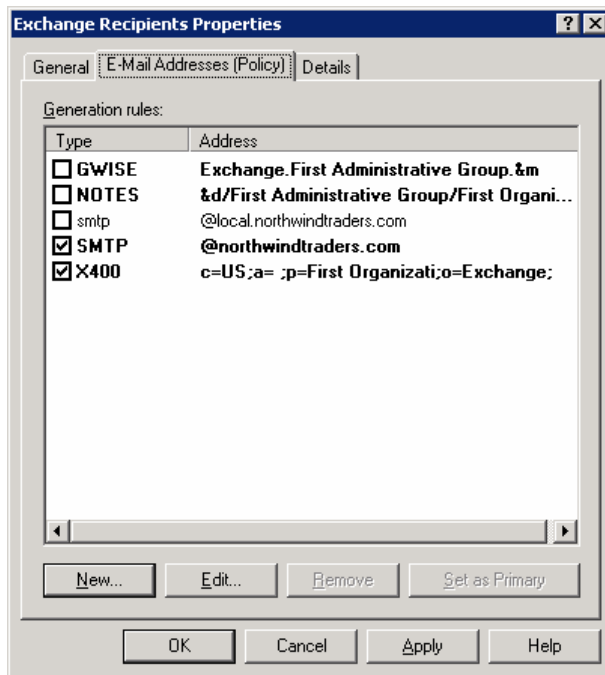 Exchange Recipients Properties
General E-Mail Addresses (Policy) Details
Generation rules:
Type Address
GWISE Exchange.First Administrative Group.&m
NOTES &d/First Administrative Group/First Organi...
smtp @local.northwindtraders.com
SMTP @northwindtraders.com
X400 c=US;a= ;p=First Organizati;o=Exchange;
New... Edit... Remove Set as Primary
OK Cancel Apply Help